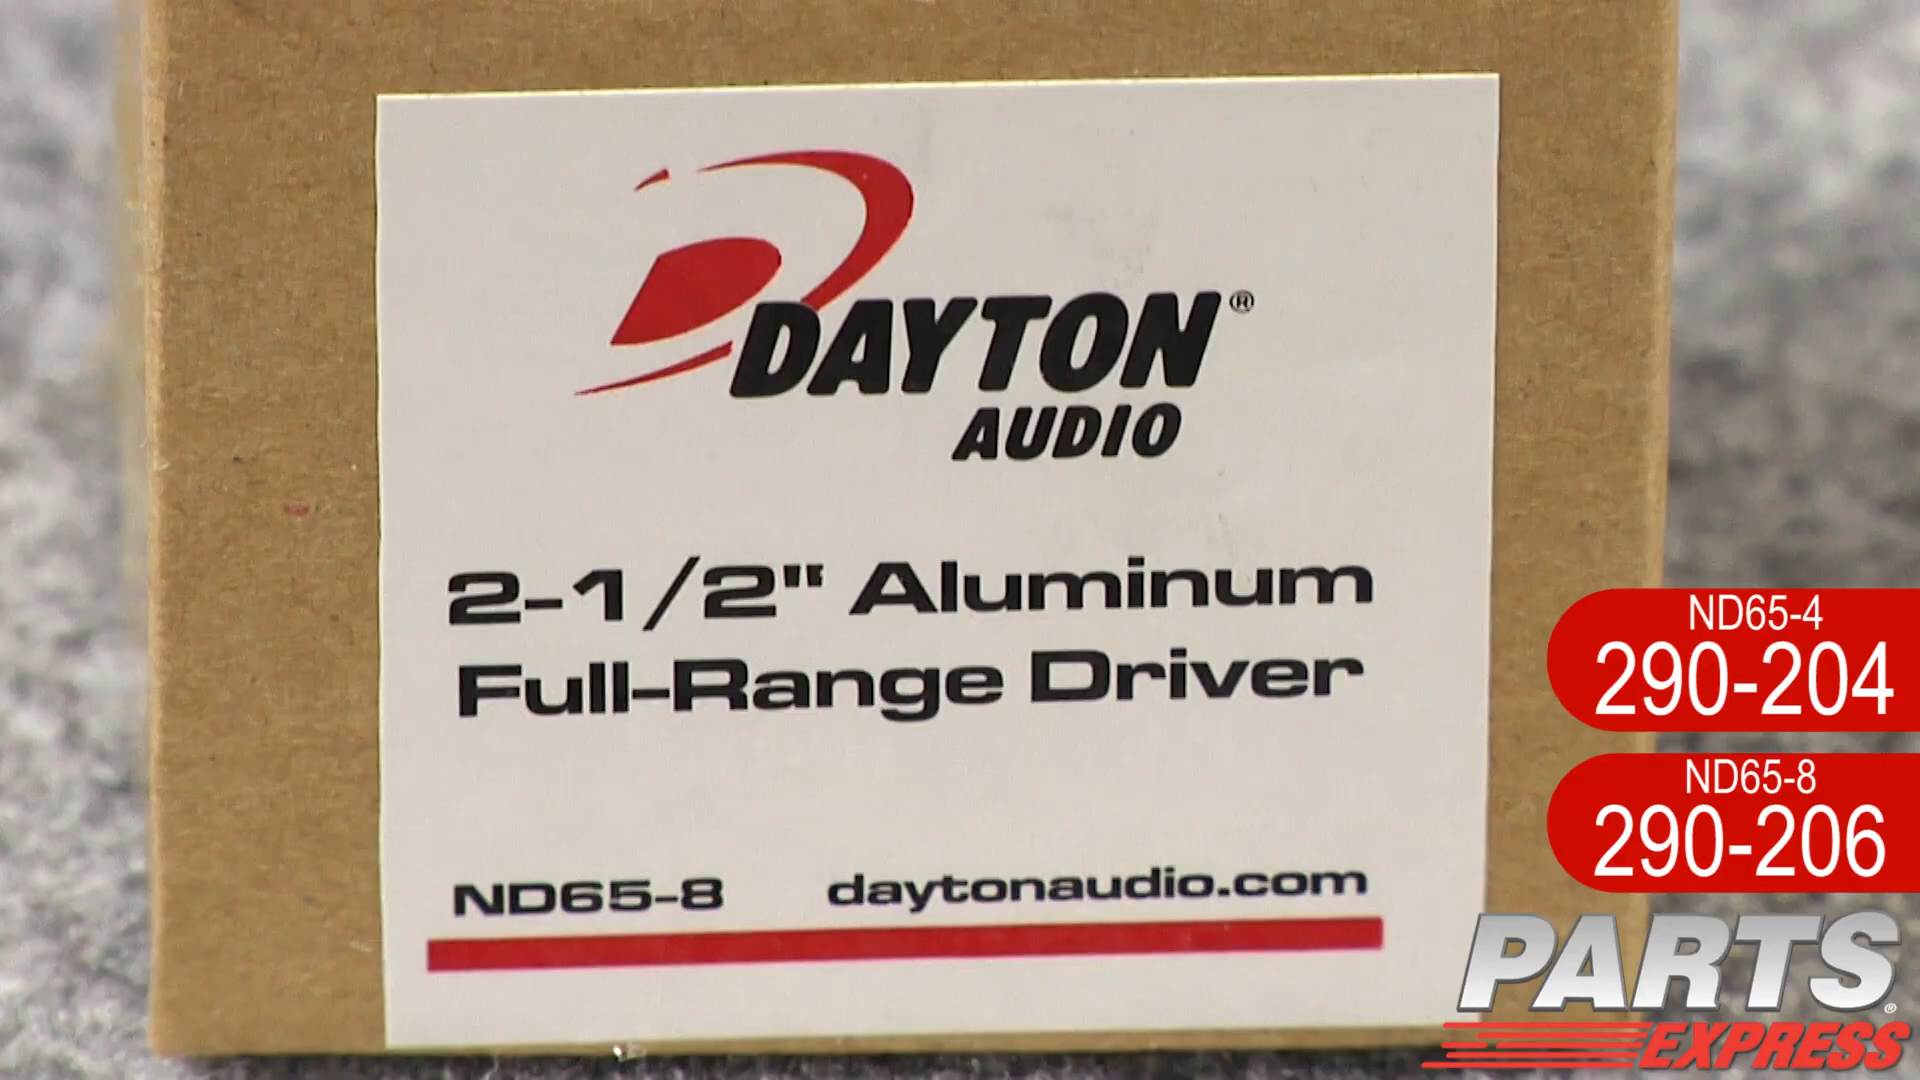 DAYTON®
AUDIO
2-1/2" Aluminum
Full-Range Driver
ND65-8 daytonaudio.com
ND65-4
290-204
ND65-8
290-206
PARTS®
EXPRESS